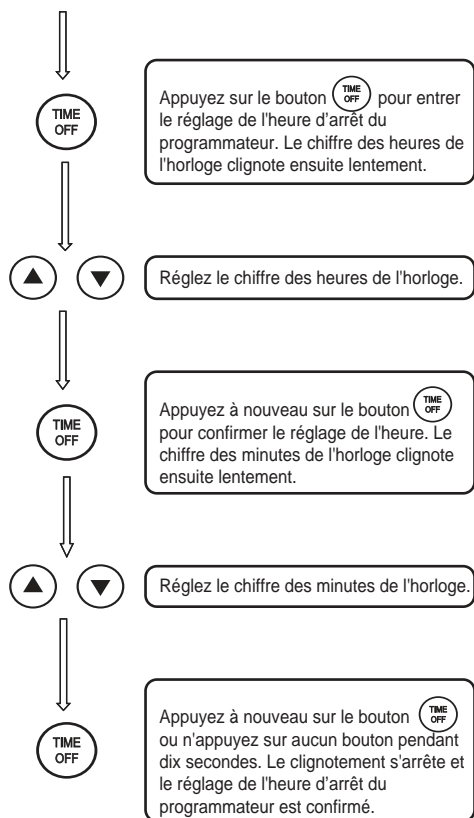 TIME
OFF
Appuyez sur le bouton TIME OFF pour entrer
le réglage de l'heure d'arrêt du
programmateur. Le chiffre des heures de
l'horloge clignote ensuite lentement.
▲ ▼ Réglez le chiffre des heures de l'horloge.
TIME
OFF
Appuyez à nouveau sur le bouton TIME OFF
pour confirmer le réglage de l'heure. Le
chiffre des minutes de l'horloge clignote
ensuite lentement.
▲ ▼ Réglez le chiffre des minutes de l'horloge.
TIME
OFF
Appuyez à nouveau sur le bouton TIME OFF
ou n'appuyez sur aucun bouton pendant
dix secondes. Le clignotement s'arrête et
le réglage de l'heure d'arrêt du
programmateur est confirmé.